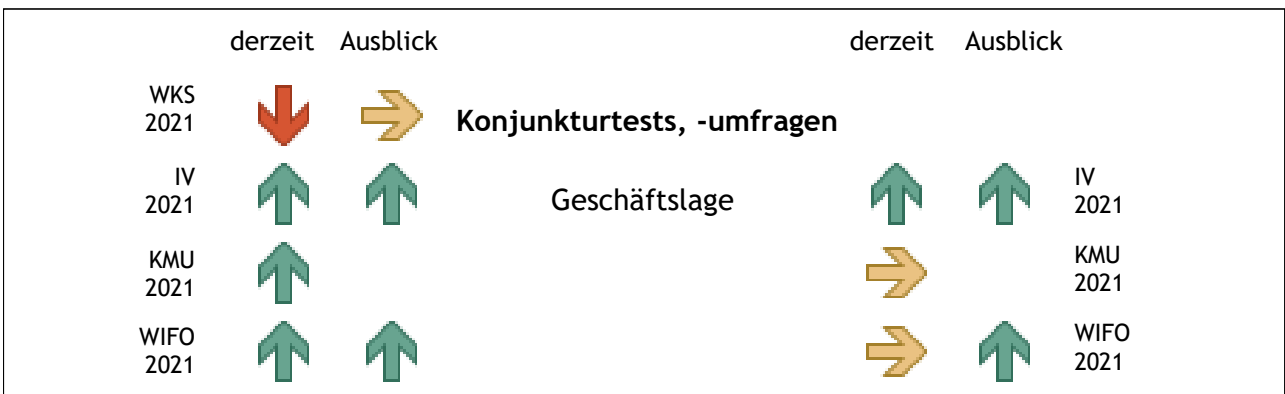 derzeit Ausblick derzeit Ausblick
WKS
2021
Konjunkturtests, -umfragen
IV
2021
Geschäftslage
IV
2021
KMU
2021
KMU
2021
WIFO
2021
WIFO
2021